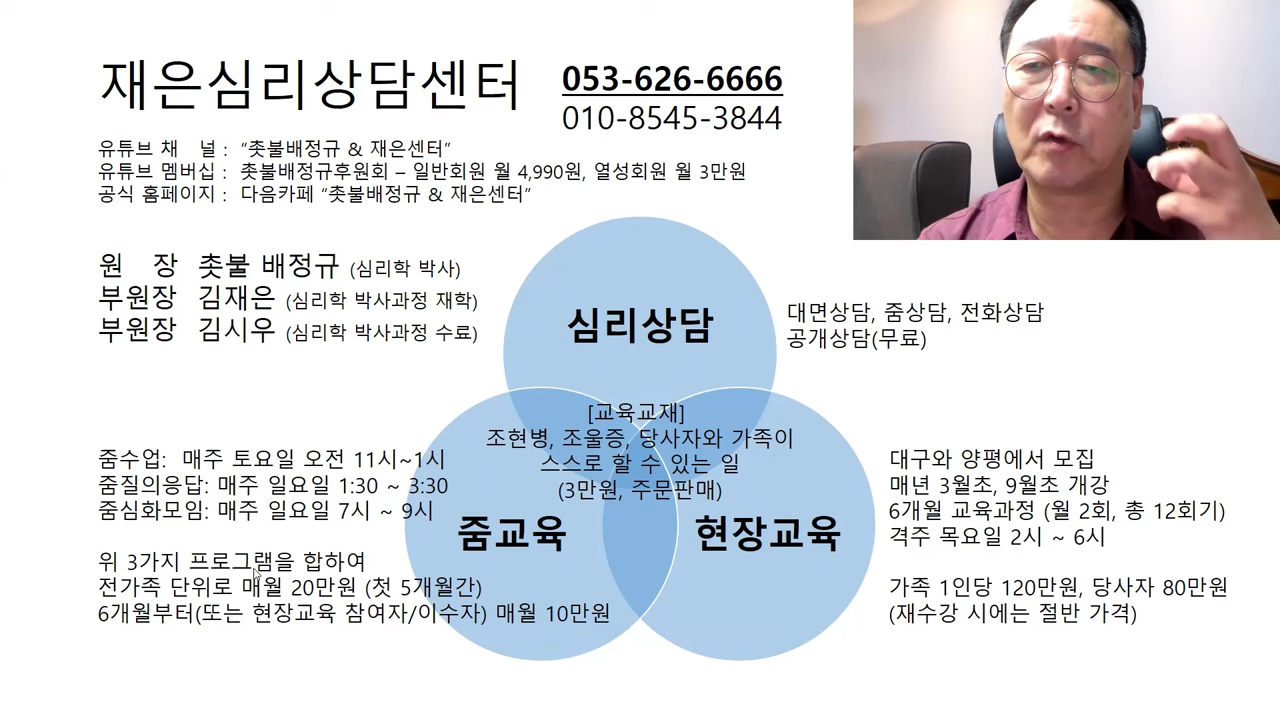 재은심리상담센터
053-626-6666
010-8545-3844
유튜브 채 널 : “촛불배정규 & 재은센터”
유튜브 멤버십 : 촛불배정규후원회 – 일반회원 월 4,990원, 열성회원 월 3만원
공식 홈페이지 : 다음카페 “촛불배정규 & 재은센터”
원 장 촛불 배정규 (심리학 박사)
부원장 김재은 (심리학 박사과정 재학)
부원장 김시우 (심리학 박사과정 수료)
심리상담
대면상담, 줌상담, 전화상담
공개상담(무료)
[교육교재]
조현병, 조울증, 당사자와 가족이
스스로 할 수 있는 일
(3만원, 주문판매)
줌수업: 매주 토요일 오전 11시~1시
줌질의응답: 매주 일요일 1:30 ~ 3:30
줌심화모임: 매주 일요일 7시 ~ 9시
위 3가지 프로그램을 합하여
전가족 단위로 매월 20만원 (첫 5개월간)
6개월부터(또는 현장교육 참여자/이수자) 매월 10만원
줌교육
현장교육
대구와 양평에서 모집
매년 3월초, 9월초 개강
6개월 교육과정 (월 2회, 총 12회기)
격주 목요일 2시 ~ 6시
가족 1인당 120만원, 당사자 80만원
(재수강 시에는 절반 가격)